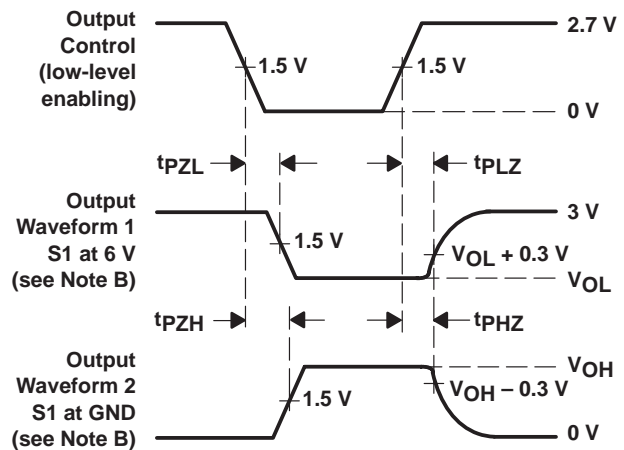 Output
Control
(low-level
enabling)
2.7 V
1.5 V
1.5 V
0 V
tPZL
tPLZ
Output
Waveform 1
S1 at 6 V
(see Note B)
3 V
1.5 V
VOL + 0.3 V
VOL
tPZH
tPHZ
Output
Waveform 2
S1 at GND
(see Note B)
VOH
1.5 V
VOH – 0.3 V
0 V